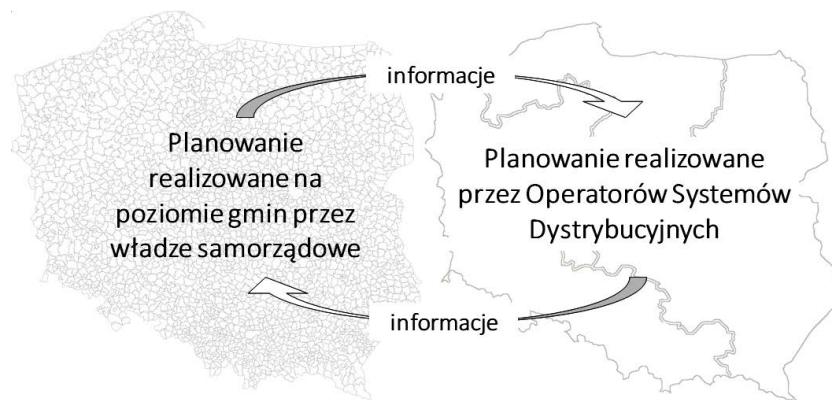 informacje
Planowanie
realizowane na
poziomie gmin przez
władze samorządowe
Planowanie realizowane
przez Operatorów Systemów
Dystrybucyjnych
informacje